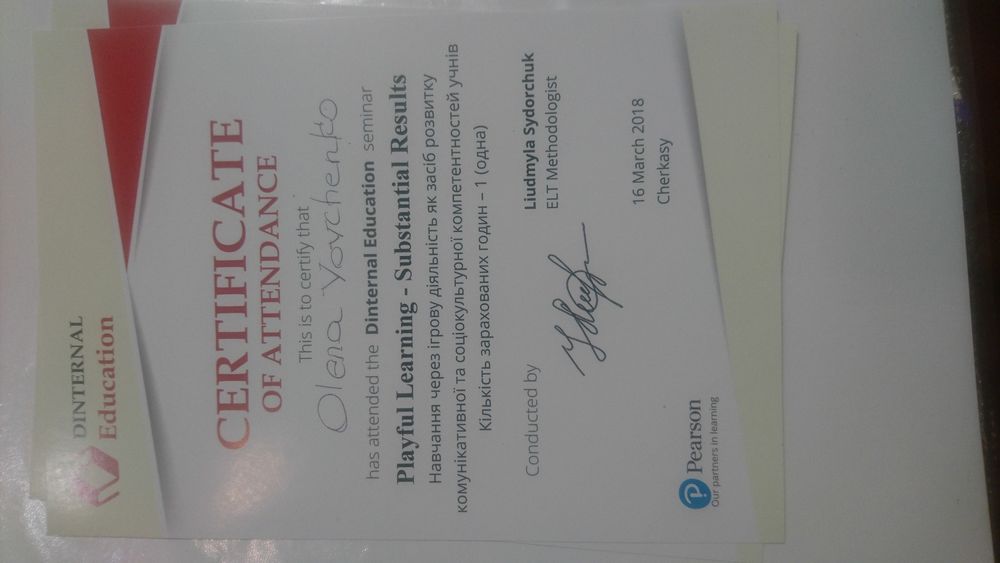 DINTERNAL
Education
CERTIFICATE
OF ATTENDANCE
This is to certify that
Olena Yovchenko
has attended the Dinternal Education seminar
Playful Learning - Substantial Results
Навчання через ігрову діяльність як засіб розвитку
комунікативної та соціокультурної компетентностей учнів
Кількість зарахованих годин – 1 (одна)
Conducted by
Liudmyla Sydorchuk
ELT Methodologist
16 March 2018
Cherkasy
Pearson
Our partners in learning